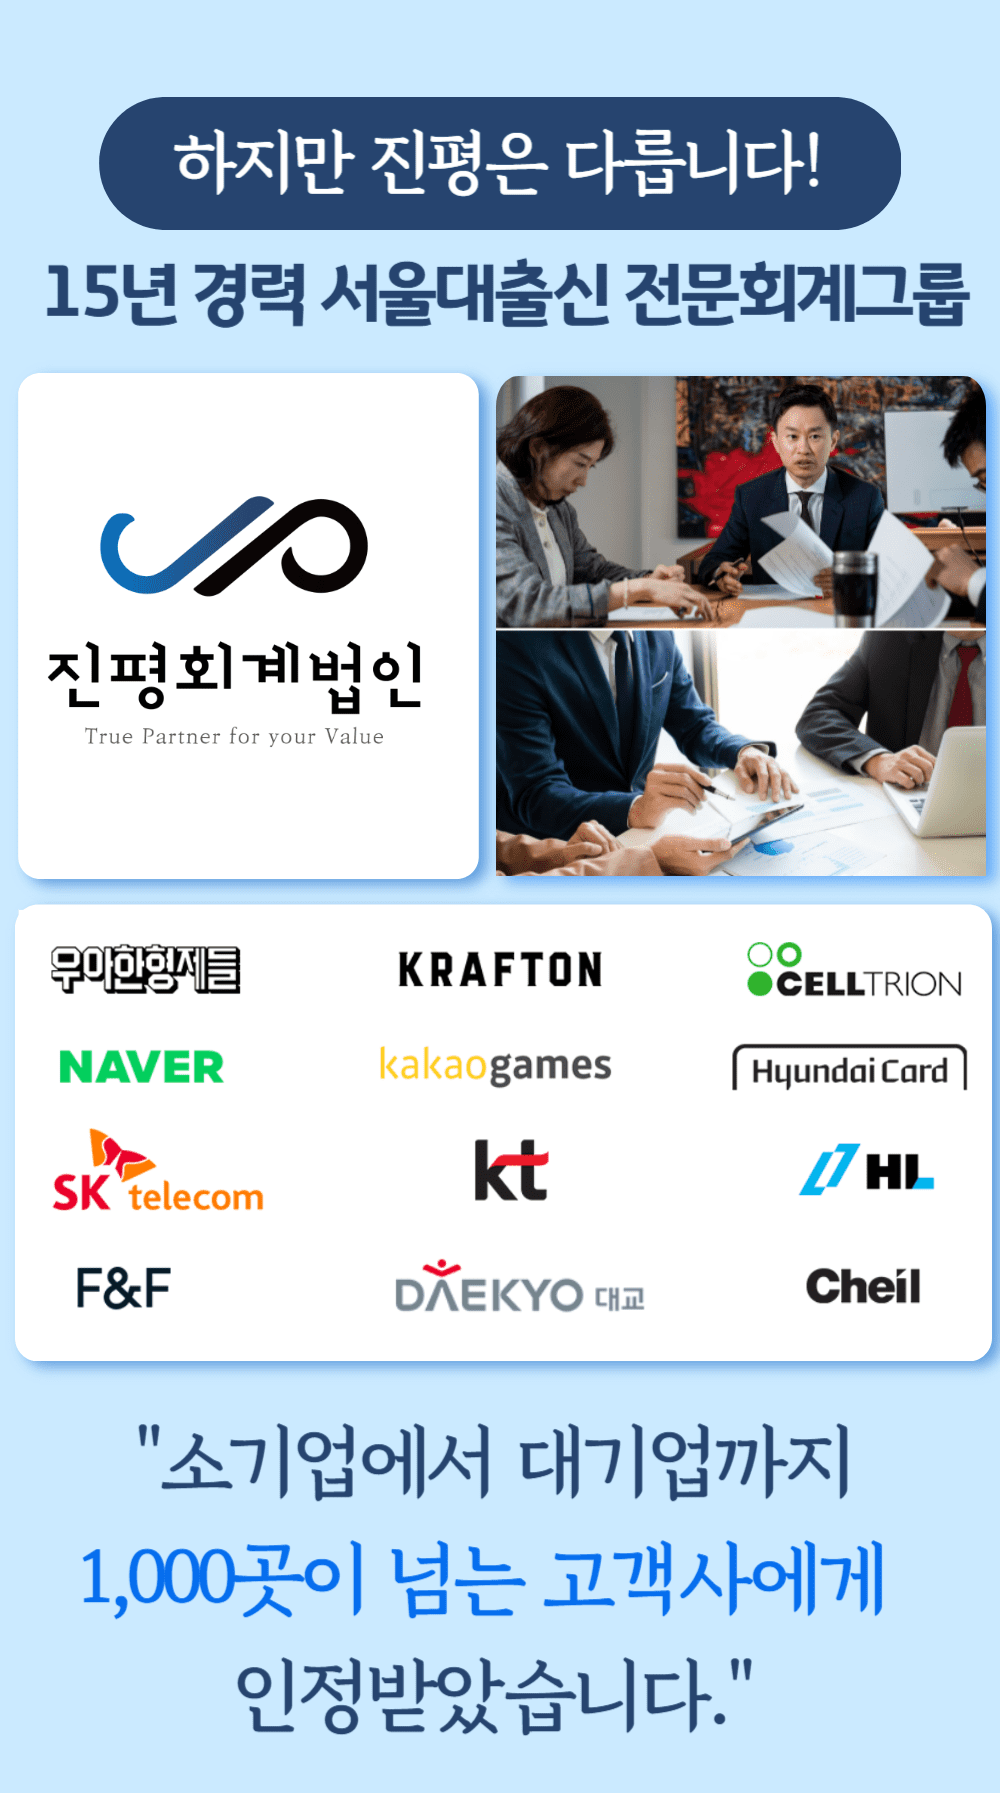 하지만 진평은 다릅니다!
15년 경력 서울대출신 전문회계그룹
진평회계법인
True Partner for your Value
우아한형제들
KRAFTON
CELLTRION
NAVER
kakaogames
Hyundai Card
SK telecom
kt
HL
F&F
DAEKYO 대교
Cheil
"소기업에서 대기업까지
1,000곳이 넘는 고객사에게
인정받았습니다."